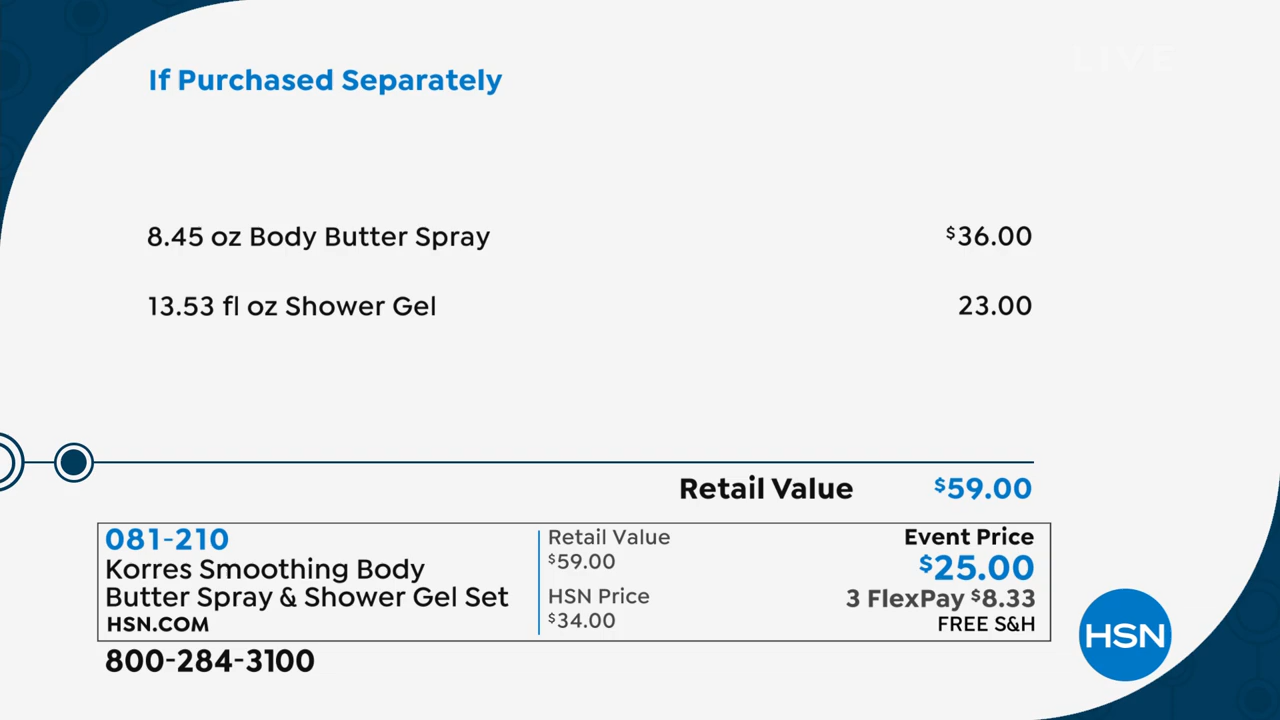 LIVE
If Purchased Separately
8.45 oz Body Butter Spray $36.00
13.53 fl oz Shower Gel 23.00
Retail Value $59.00
081-210
Korres Smoothing Body
Butter Spray & Shower Gel Set
HSN.COM
Retail Value
$59.00
HSN Price
$34.00
Event Price
$25.00
3 FlexPay $8.33
FREE S&H
800-284-3100
HSN